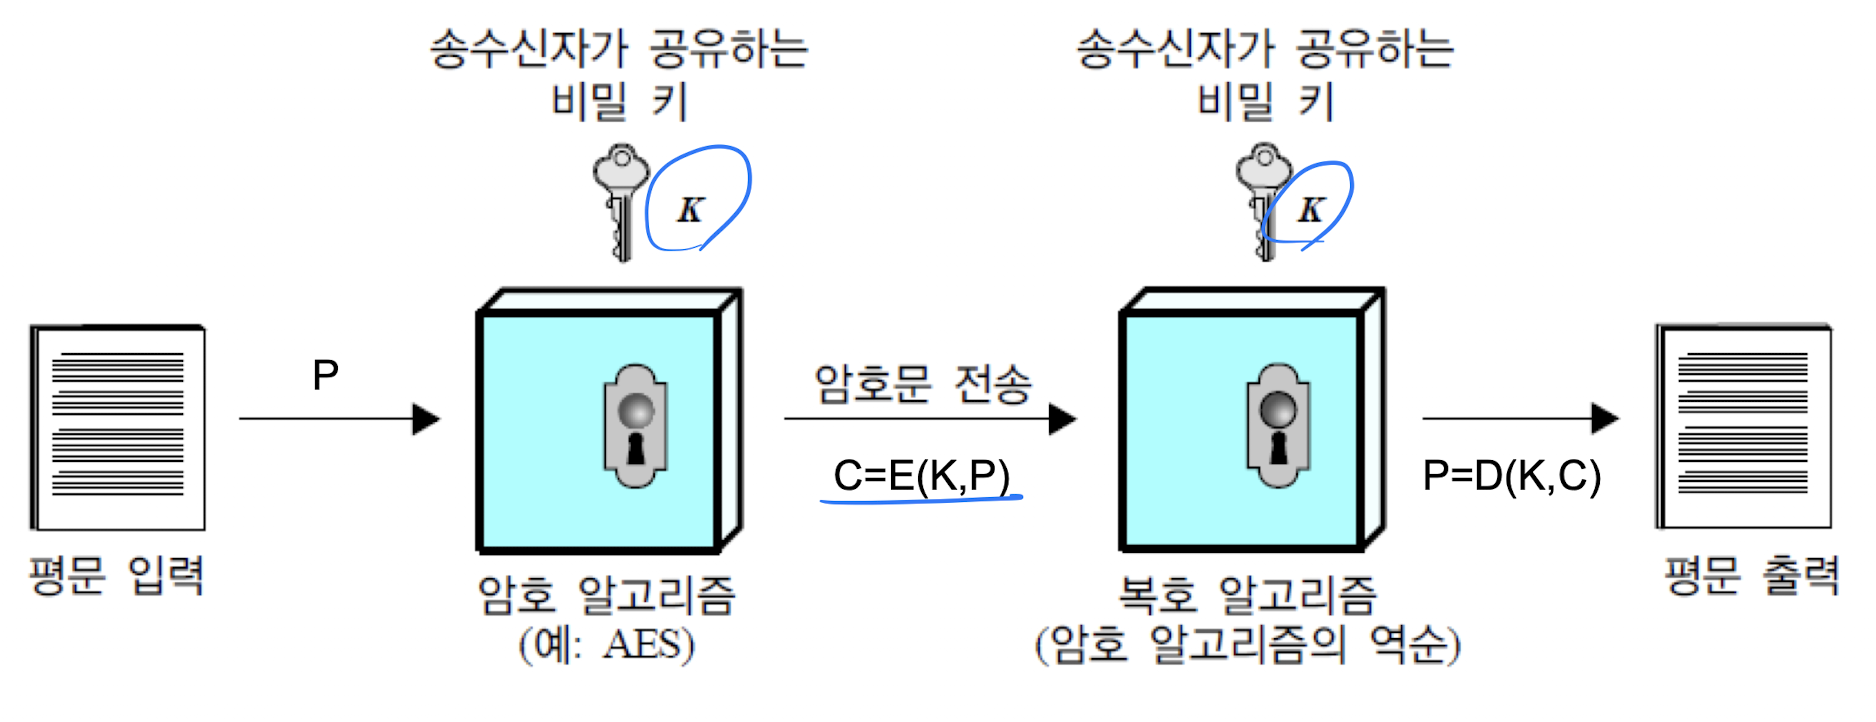 송수신자가 공유하는
비밀 키
K
송수신자가 공유하는
비밀 키
K
P
암호문 전송
C=E(K,P)
P=D(K,C)
평문 입력
암호 알고리즘
(예: AES)
복호 알고리즘
(암호 알고리즘의 역순)
평문 출력